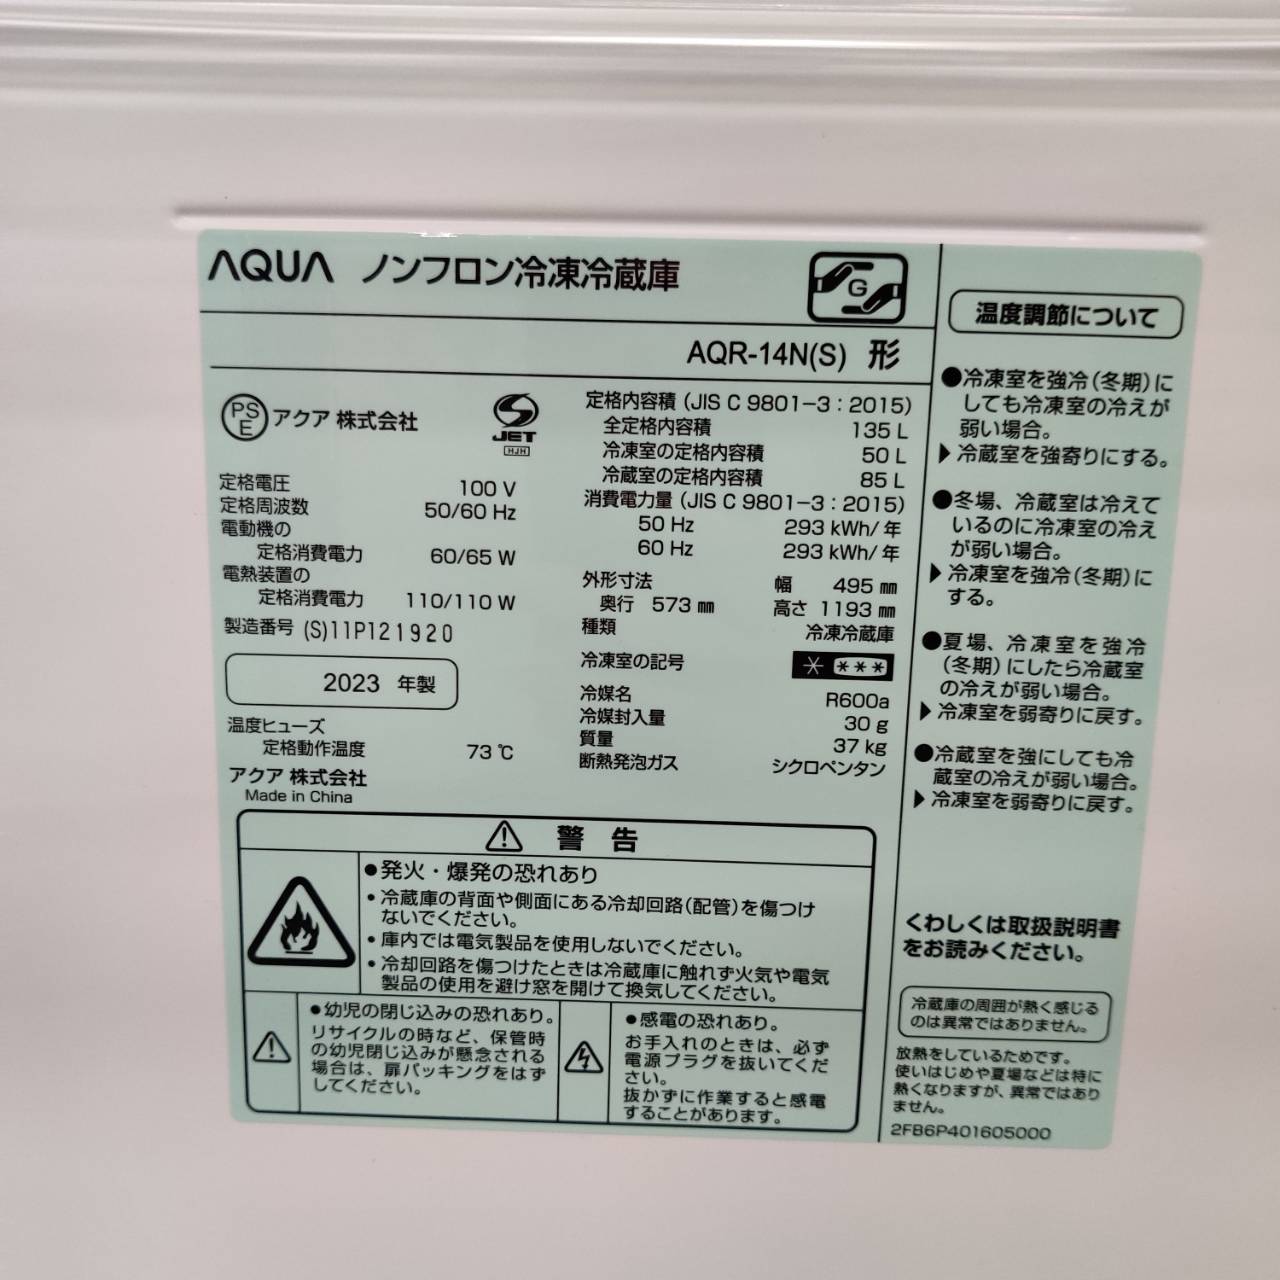 AQUA ノンフロン冷凍冷蔵庫
G
AQR-14N(S) 形
PS E アクア 株式会社
JET
HJH
定格電圧 100 V
定格周波数 50/60 Hz
電動機の
定格消費電力 60/65 W
電熱装置の
定格消費電力 110/110 W
製造番号 (S)11P121920
2023 年製
温度ヒューズ
定格動作温度 73 ℃
アクア 株式会社
Made in China
定格内容積 (JIS C 9801-3 : 2015)
全定格内容積 135 L
冷凍室の定格内容積 50 L
冷蔵室の定格内容積 85 L
消費電力量 (JIS C 9801-3 : 2015)
50 Hz 293 kWh/年
60 Hz 293 kWh/年
外形寸法 幅 495 ㎜
奥行 573 ㎜ 高さ 1193 ㎜
種類 冷凍冷蔵庫
冷凍室の記号 * ***
冷媒名 R600a
冷媒封入量 30 g
質量 37 kg
断熱発泡ガス シクロペンタン
⚠ 警 告
●発火・爆発の恐れあり
・冷蔵庫の背面や側面にある冷却回路(配管)を傷つけ
ないでください。
・庫内では電気製品を使用しないでください。
・冷却回路を傷つけたときは冷蔵庫に触れず火気や電気
製品の使用を避け窓を開けて換気してください。
●幼児の閉じ込みの恐れあり。
リサイクルの時など、保管時
の幼児閉じ込みが懸念される
場合は、扉パッキングをはず
してください。
●感電の恐れあり。
お手入れのときは、必ず
電源プラグを抜いてくだ
さい。
抜かずに作業すると感電
することがあります。
温度調節について
●冷凍室を強冷(冬期)に
しても冷凍室の冷えが
弱い場合。
▶冷蔵室を強寄りにする。
●冬場、冷蔵室は冷えて
いるのに冷凍室の冷え
が弱い場合。
▶冷凍室を強冷(冬期)に
する。
●夏場、冷凍室を強冷
(冬期)にしたら冷蔵室
の冷えが弱い場合。
▶冷凍室を弱寄りに戻す。
●冷蔵室を強にしても冷
蔵室の冷えが弱い場合。
▶冷凍室を弱寄りに戻す。
くわしくは取扱説明書
をお読みください。
冷蔵庫の周囲が熱く感じる
のは異常ではありません。
放熱をしているためです。
使いはじめや夏場などは特に
熱くなりますが、異常ではあり
ません。
2FB6P401605000